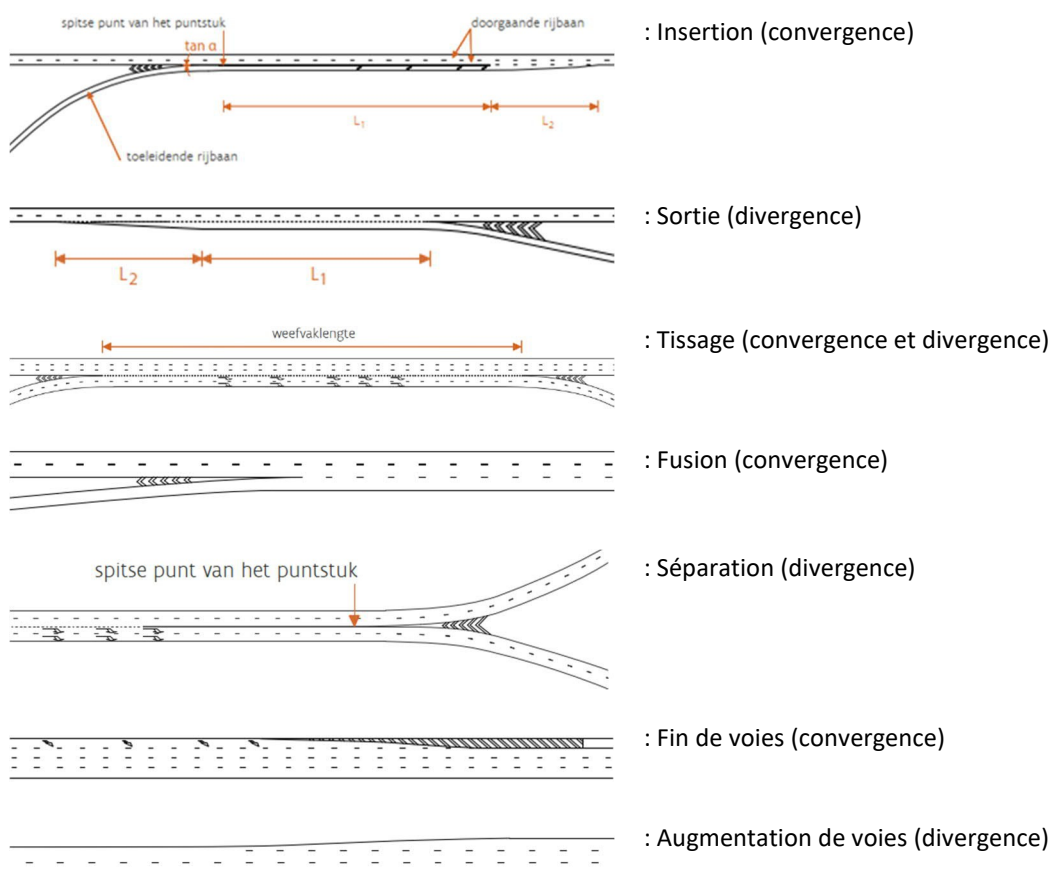 spitse punt van het puntstuk
doorgaande rijbaan
: Insertion (convergence)
tan α
L1
L2
toeleidende rijbaan
: Sortie (divergence)
L2
L1
weefvaklengte
: Tissage (convergence et divergence)
: Fusion (convergence)
spitse punt van het puntstuk
: Séparation (divergence)
: Fin de voies (convergence)
: Augmentation de voies (divergence)